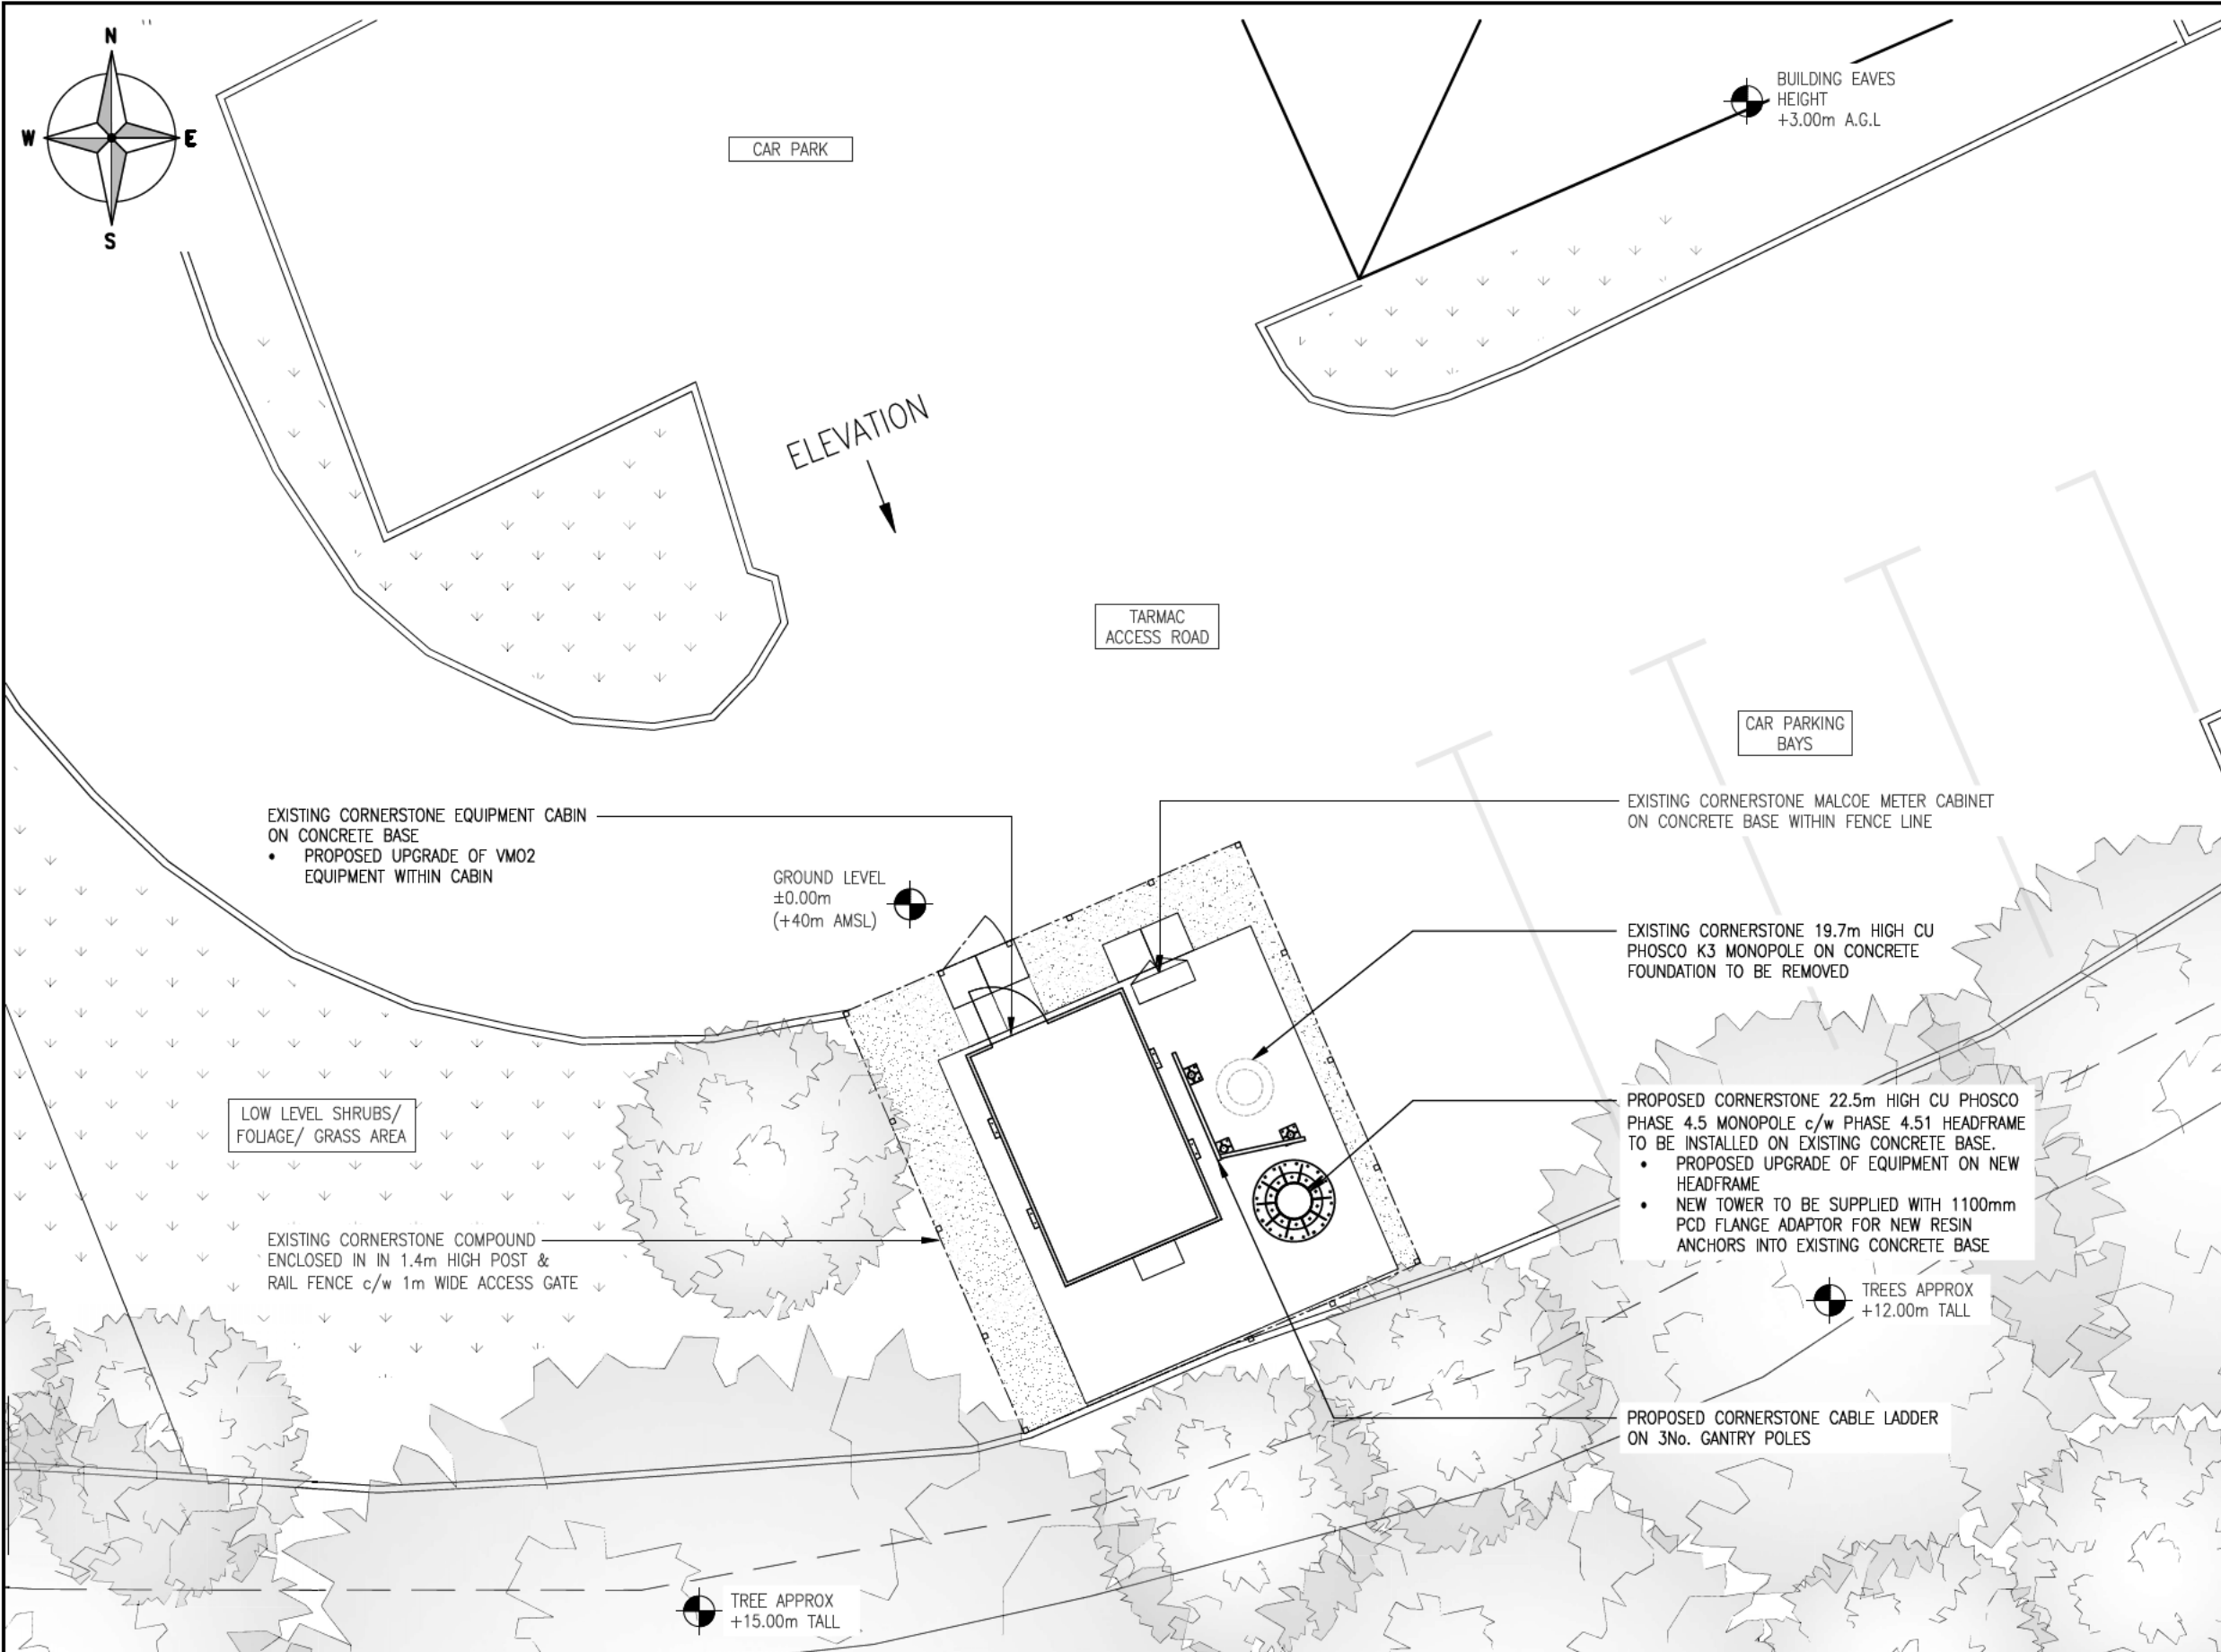 N
W
E
S
CAR PARK
BUILDING EAVES
HEIGHT
+3.00m A.G.L
ELEVATION
TARMAC
ACCESS ROAD
CAR PARKING
BAYS
EXISTING CORNERSTONE EQUIPMENT CABIN
ON CONCRETE BASE
• PROPOSED UPGRADE OF VMO2
EQUIPMENT WITHIN CABIN
GROUND LEVEL
±0.00m
(+40m AMSL)
EXISTING CORNERSTONE MALCOE METER CABINET
ON CONCRETE BASE WITHIN FENCE LINE
EXISTING CORNERSTONE 19.7m HIGH CU
PHOSCO K3 MONOPOLE ON CONCRETE
FOUNDATION TO BE REMOVED
LOW LEVEL SHRUBS/
FOLIAGE/ GRASS AREA
PROPOSED CORNERSTONE 22.5m HIGH CU PHOSCO
PHASE 4.5 MONOPOLE c/w PHASE 4.51 HEADFRAME
TO BE INSTALLED ON EXISTING CONCRETE BASE.
• PROPOSED UPGRADE OF EQUIPMENT ON NEW
HEADFRAME
• NEW TOWER TO BE SUPPLIED WITH 1100mm
PCD FLANGE ADAPTOR FOR NEW RESIN
ANCHORS INTO EXISTING CONCRETE BASE
EXISTING CORNERSTONE COMPOUND
ENCLOSED IN IN 1.4m HIGH POST &
RAIL FENCE c/w 1m WIDE ACCESS GATE
TREES APPROX
+12.00m TALL
PROPOSED CORNERSTONE CABLE LADDER
ON 3No. GANTRY POLES
TREE APPROX
+15.00m TALL